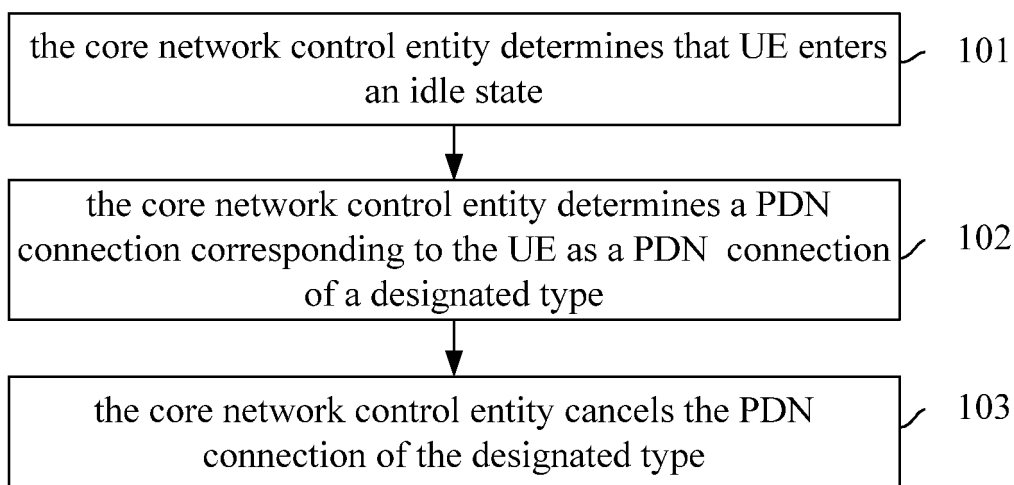 the core network control entity determines that UE enters
an idle state
101
the core network control entity determines a PDN
connection corresponding to the UE as a PDN connection
of a designated type
102
the core network control entity cancels the PDN
connection of the designated type
103